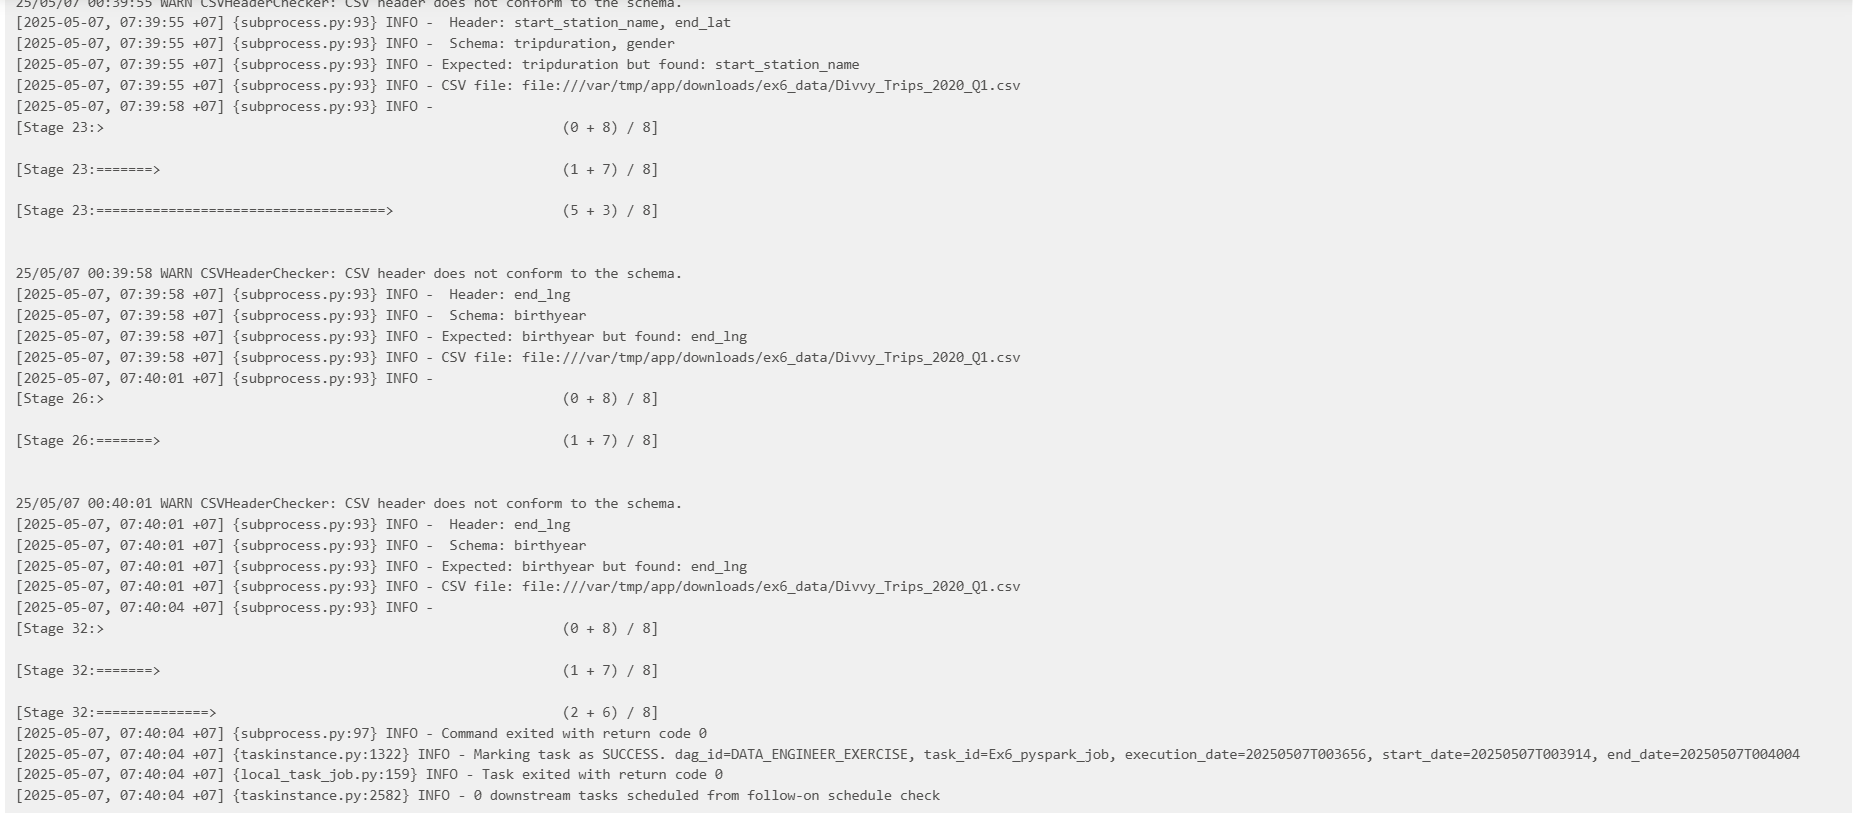 25/05/07 00:39:55 WARN CSVHeaderChecker: CSV header does not conform to the schema.
[2025-05-07, 07:39:55 +07] {subprocess.py:93} INFO -  Header: start_station_name, end_lat
[2025-05-07, 07:39:55 +07] {subprocess.py:93} INFO -  Schema: tripduration, gender
[2025-05-07, 07:39:55 +07] {subprocess.py:93} INFO - Expected: tripduration but found: start_station_name
[2025-05-07, 07:39:55 +07] {subprocess.py:93} INFO - CSV file: file:///var/tmp/app/downloads/ex6_data/Divvy_Trips_2020_Q1.csv
[2025-05-07, 07:39:58 +07] {subprocess.py:93} INFO -
[Stage 23:>                                                         (0 + 8) / 8]
[Stage 23:=======>                                                  (1 + 7) / 8]
[Stage 23:====================================>                     (5 + 3) / 8]
25/05/07 00:39:58 WARN CSVHeaderChecker: CSV header does not conform to the schema.
[2025-05-07, 07:39:58 +07] {subprocess.py:93} INFO -  Header: end_lng
[2025-05-07, 07:39:58 +07] {subprocess.py:93} INFO -  Schema: birthyear
[2025-05-07, 07:39:58 +07] {subprocess.py:93} INFO - Expected: birthyear but found: end_lng
[2025-05-07, 07:39:58 +07] {subprocess.py:93} INFO - CSV file: file:///var/tmp/app/downloads/ex6_data/Divvy_Trips_2020_Q1.csv
[2025-05-07, 07:40:01 +07] {subprocess.py:93} INFO -
[Stage 26:>                                                         (0 + 8) / 8]
[Stage 26:=======>                                                  (1 + 7) / 8]
25/05/07 00:40:01 WARN CSVHeaderChecker: CSV header does not conform to the schema.
[2025-05-07, 07:40:01 +07] {subprocess.py:93} INFO -  Header: end_lng
[2025-05-07, 07:40:01 +07] {subprocess.py:93} INFO -  Schema: birthyear
[2025-05-07, 07:40:01 +07] {subprocess.py:93} INFO - Expected: birthyear but found: end_lng
[2025-05-07, 07:40:01 +07] {subprocess.py:93} INFO - CSV file: file:///var/tmp/app/downloads/ex6_data/Divvy_Trips_2020_Q1.csv
[2025-05-07, 07:40:04 +07] {subprocess.py:93} INFO -
[Stage 32:>                                                         (0 + 8) / 8]
[Stage 32:=======>                                                  (1 + 7) / 8]
[Stage 32:==============>                                           (2 + 6) / 8]
[2025-05-07, 07:40:04 +07] {subprocess.py:97} INFO - Command exited with return code 0
[2025-05-07, 07:40:04 +07] {taskinstance.py:1322} INFO - Marking task as SUCCESS. dag_id=DATA_ENGINEER_EXERCISE, task_id=Ex6_pyspark_job, execution_date=20250507T003656, start_date=20250507T003914, end_date=20250507T004004
[2025-05-07, 07:40:04 +07] {local_task_job.py:159} INFO - Task exited with return code 0
[2025-05-07, 07:40:04 +07] {taskinstance.py:2582} INFO - 0 downstream tasks scheduled from follow-on schedule check